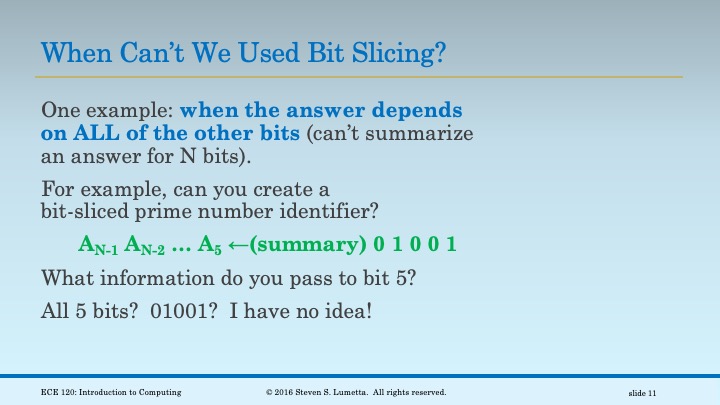 When Can't We Used Bit Slicing?
One example: when the answer depends
on ALL of the other bits (can't summarize
an answer for N bits).
For example, can you create a
bit-sliced prime number identifier?
A_{N-1} A_{N-2} … A_5 ←(summary) 0 1 0 0 1
What information do you pass to bit 5?
All 5 bits? 01001? I have no idea!
ECE 120: Introduction to Computing
© 2016 Steven S. Lumetta. All rights reserved.
slide 11